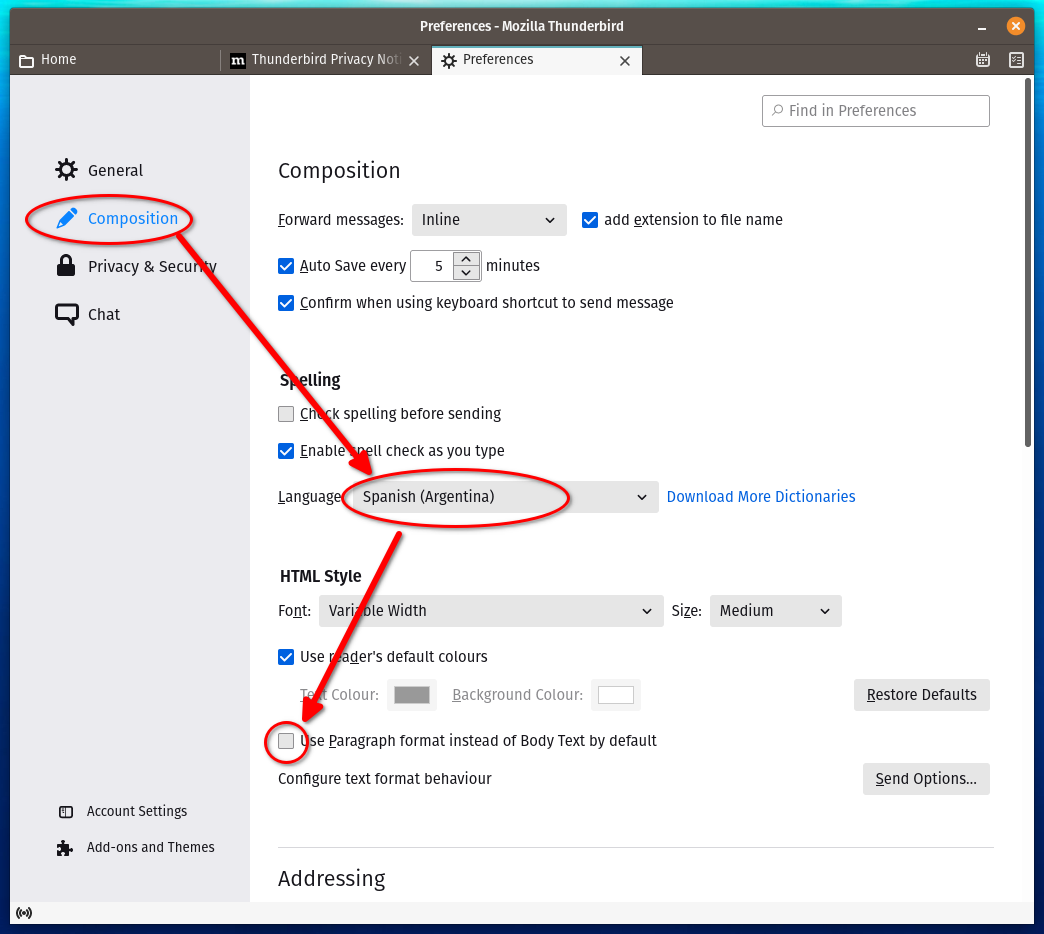 Preferences - Mozilla Thunderbird
Home
m Thunderbird Privacy Noti
Preferences
Find in Preferences
General
Composition
Privacy & Security
Chat
Account Settings
Add-ons and Themes
Composition
Forward messages: Inline add extension to file name
Auto Save every 5 minutes
Confirm when using keyboard shortcut to send message
Spelling
Check spelling before sending
Enable spell check as you type
Language Spanish (Argentina) Download More Dictionaries
HTML Style
Font: Variable Width Size: Medium
Use reader's default colours
Text Colour: Background Colour: Restore Defaults
Use Paragraph format instead of Body Text by default
Configure text format behaviour Send Options...
Addressing